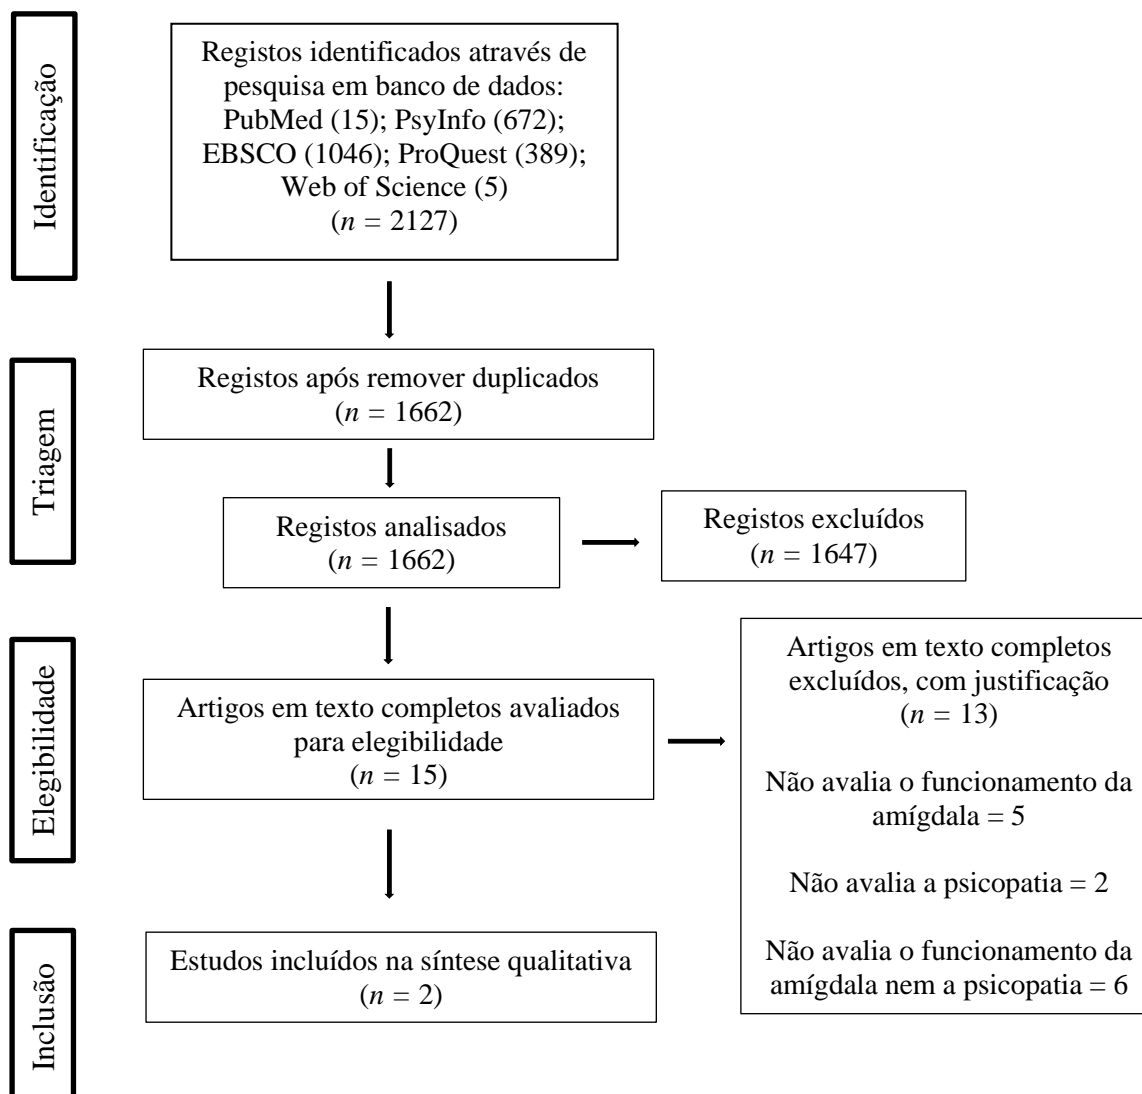 Identificação
Registos identificados através de
pesquisa em banco de dados:
PubMed (15); PsyInfo (672);
EBSCO (1046); ProQuest (389);
Web of Science (5)
(n = 2127)
Triagem
Registos após remover duplicados
(n = 1662)
Registos analisados
(n = 1662)
Registos excluídos
(n = 1647)
Elegibilidade
Artigos em texto completos avaliados
para elegibilidade
(n = 15)
Artigos em texto completos
excluídos, com justificação
(n = 13)
Não avalia o funcionamento da
amígdala = 5
Não avalia a psicopatia = 2
Não avalia o funcionamento da
amígdala nem a psicopatia = 6
Inclusão
Estudos incluídos na síntese qualitativa
(n = 2)